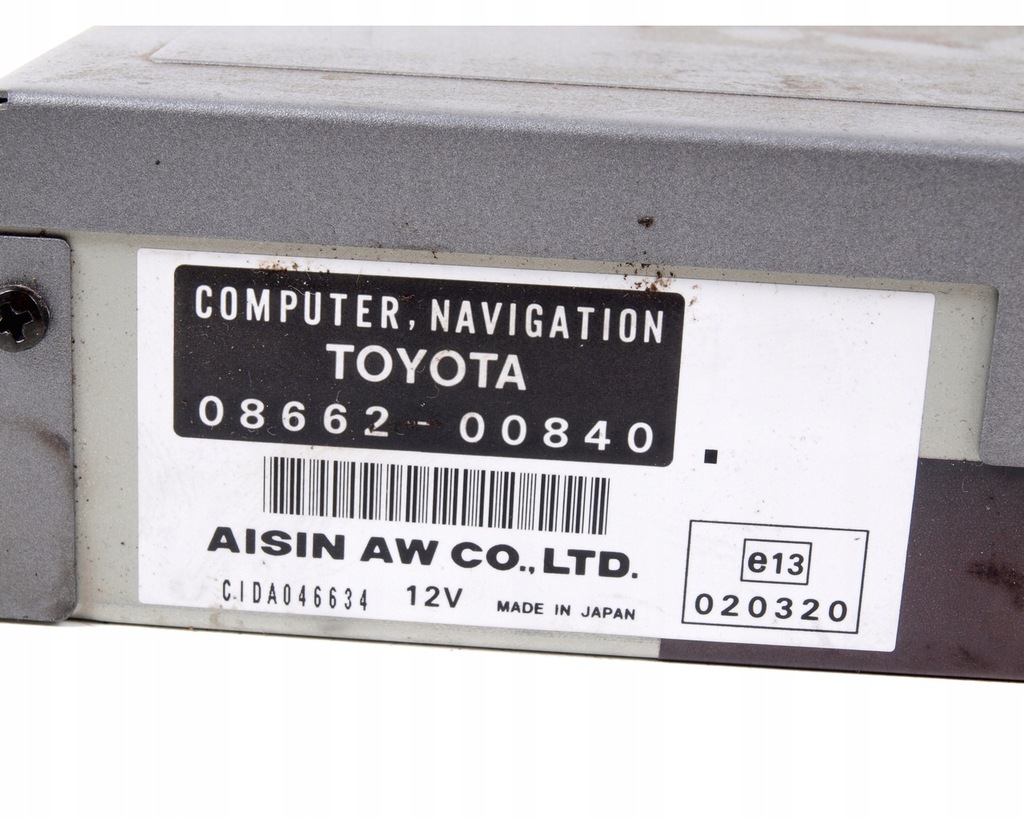 COMPUTER, NAVIGATION
TOYOTA
08662-00840
AISIN AW CO., LTD.
CIDA046634 12V MADE IN JAPAN
e13
020320